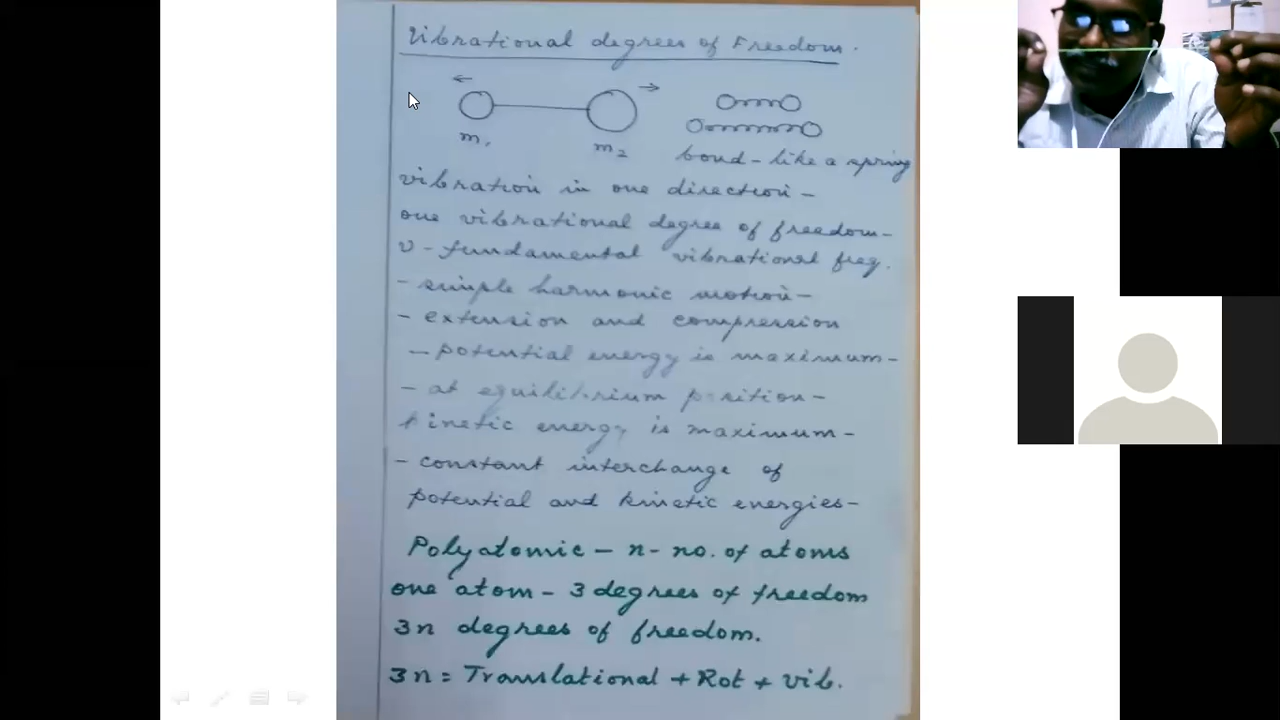 Vibrational degrees of Freedom.
m₁
m₂
bond - like a spring
vibration in one direction -
one vibrational degree of freedom -
ν - fundamental vibrational freq.
- simple harmonic motion -
- extension and compression
- potential energy is maximum -
- at equilibrium position -
kinetic energy is maximum -
- constant interchange of
potential and kinetic energies -
Polyatomic - n - no. of atoms
one atom - 3 degrees of freedom
3n degrees of freedom.
3n = Translational + Rot + vib.